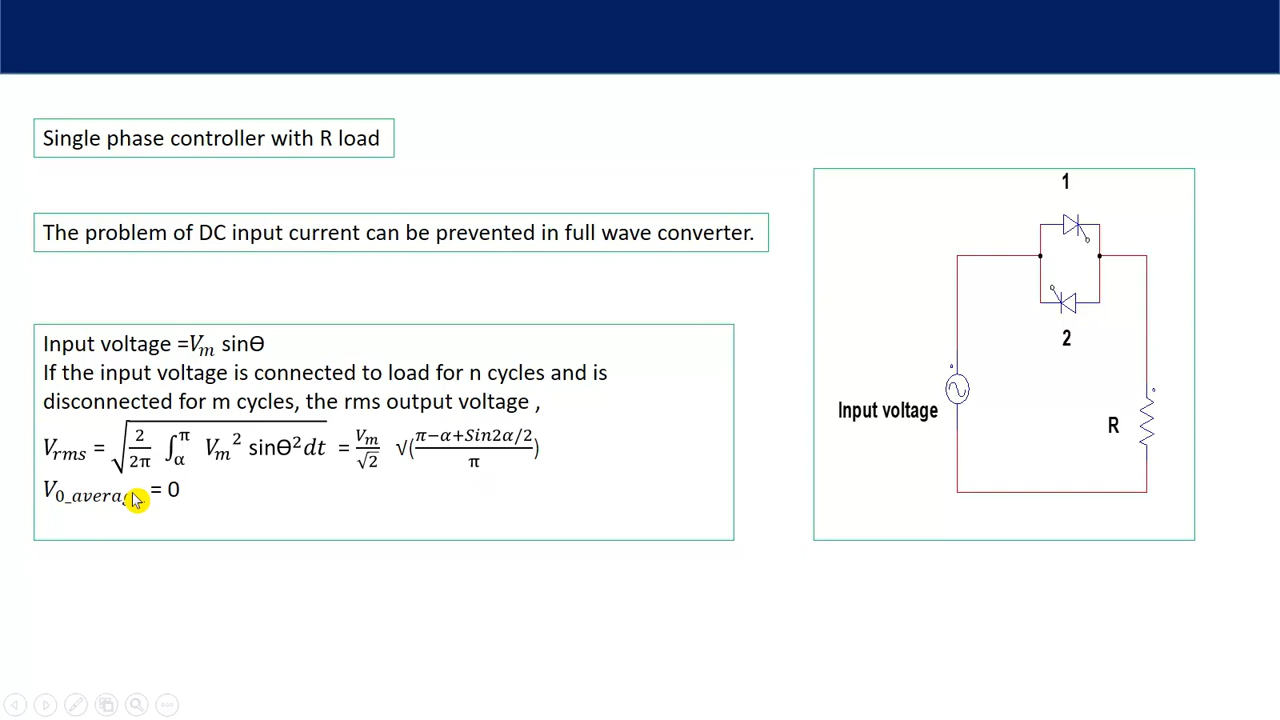 Single phase controller with R load
The problem of DC input current can be prevented in full wave converter.
Input voltage =Vₘ sinϴ
If the input voltage is connected to load for n cycles and is
disconnected for m cycles, the rms output voltage ,
Vᵣₘₛ = √(2/2π ∫_α^π Vₘ² sinϴ²dt) = Vₘ/√2 √((π−α+Sin2α/2)/π)
= 0
1
2
Input voltage
R